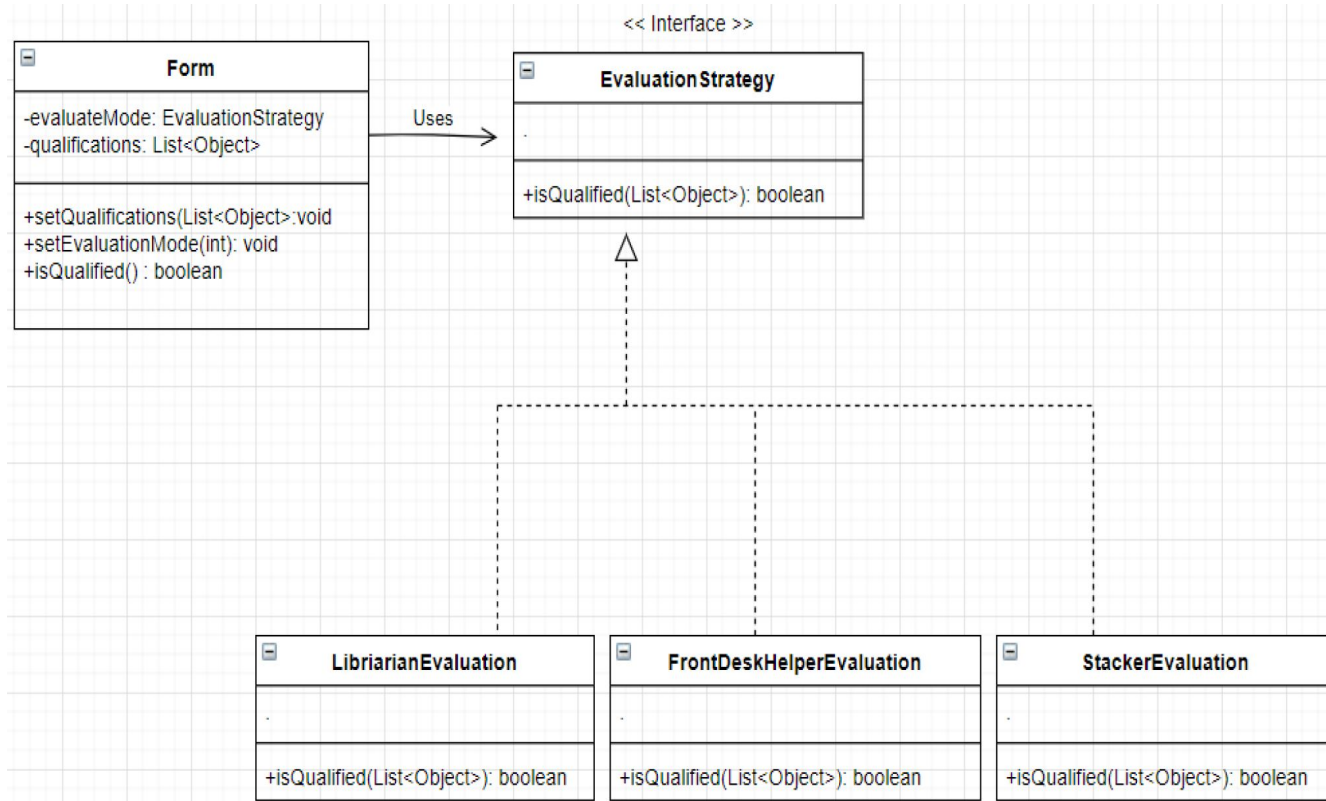 << Interface >>
Form
-evaluateMode: EvaluationStrategy
-qualifications: List<Object>
+setQualifications(List<Object>:void
+setEvaluationMode(int): void
+isQualified() : boolean
Uses
EvaluationStrategy
.
+isQualified(List<Object>): boolean
LibriarianEvaluation
.
+isQualified(List<Object>): boolean
FrontDeskHelperEvaluation
.
+isQualified(List<Object>): boolean
StackerEvaluation
.
+isQualified(List<Object>): boolean